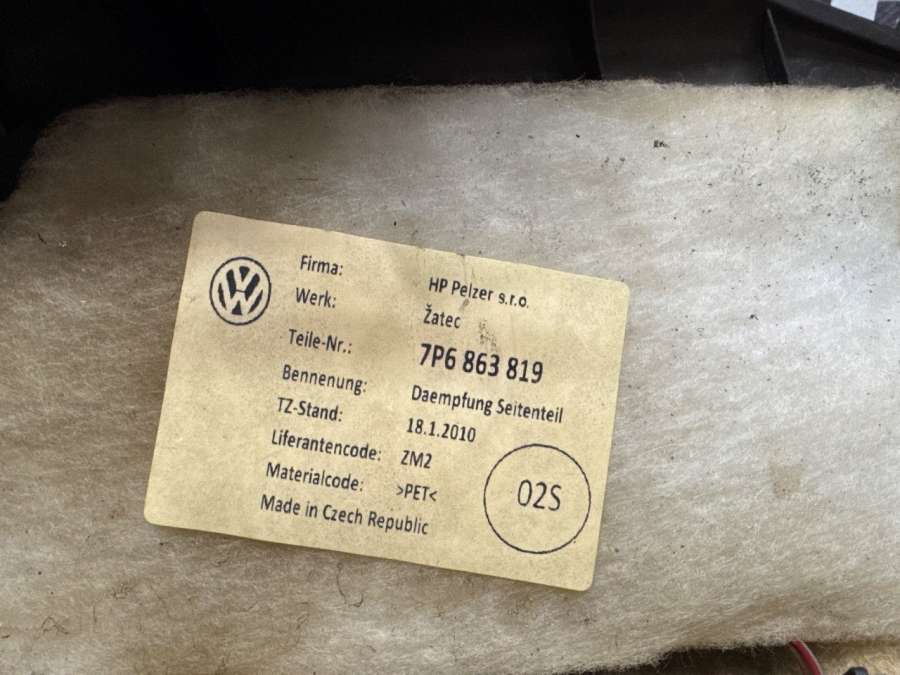 Firma: HP Pelzer s.r.o.
Werk: Žatec
Teile-Nr.: 7P6 863 819
Bennenung: Daempfung Seitenteil
TZ-Stand: 18.1.2010
Liferantencode: ZM2
Materialcode: >PET<
Made in Czech Republic
02S